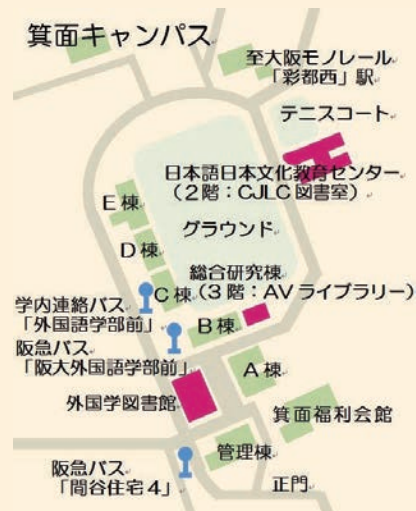 箕面キャンパス
至大阪モノレール
「彩都西」駅
テニスコート
日本語日本文化教育センター
（2階：CJLC 図書室）
E 棟
グラウンド
D 棟
総合研究棟
（3 階：AV ライブラリー）
C 棟
学内連絡バス
「外国語学部前」
B 棟
阪急バス
「阪大外国語学部前」
A 棟
外国学図書館
箕面福利会館
管理棟
阪急バス
「間谷住宅 4」
正門